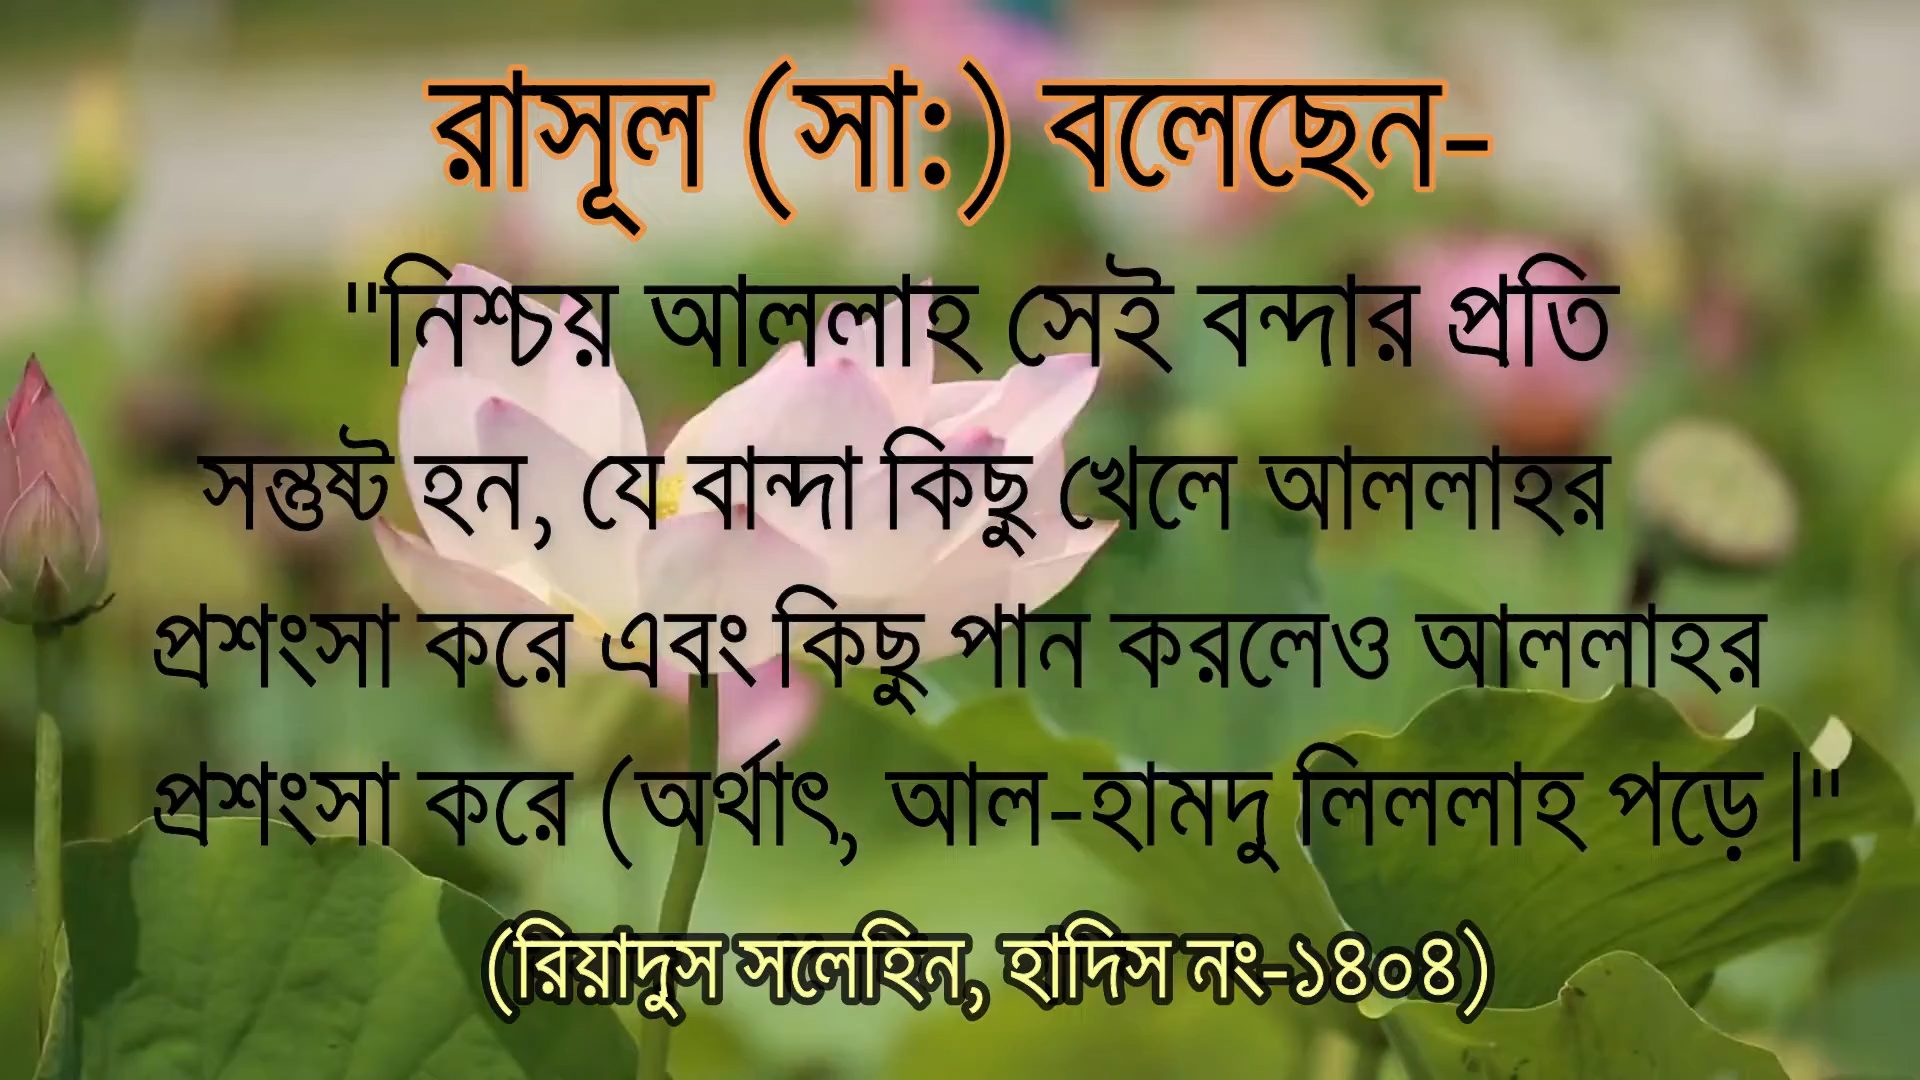 রাসূল (সা:) বলেছেন-
"নিশ্চয় আললাহ সেই বন্দার প্রতি
সন্তুষ্ট হন, যে বান্দা কিছু খেলে আললাহর
প্রশংসা করে এবং কিছু পান করলেও আললাহর
প্রশংসা করে (অর্থাৎ, আল-হামদু লিললাহ পড়ে |"
(রিয়াদুস সলেহিন, হাদিস নং-১৪০৪)